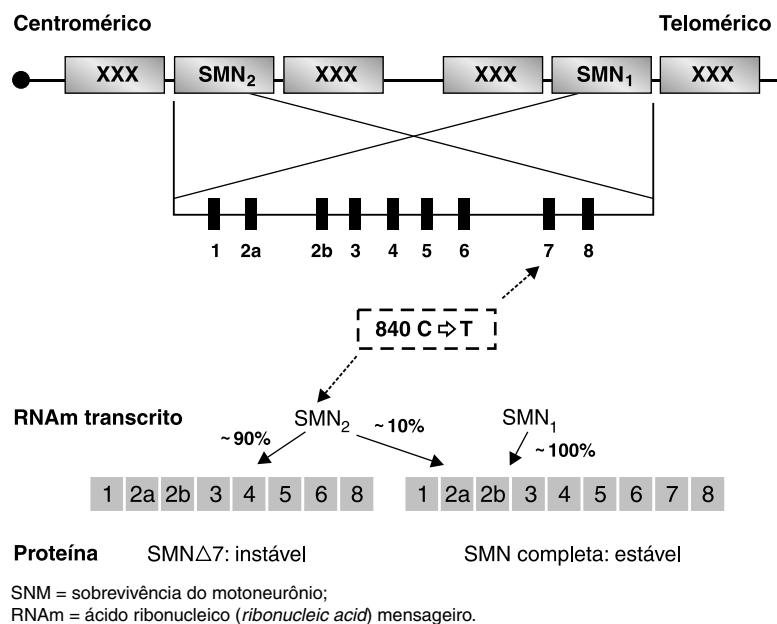 Centromérico Telomérico
XXX SMN2 XXX XXX SMN1 XXX
1 2a 2b 3 4 5 6 7 8
840 C ⇨ T
RNAm transcrito SMN2 SMN1
~90% ~10% ~100%
1 2a 2b 3 4 5 6 8 1 2a 2b 3 4 5 6 7 8
Proteína SMN△7: instável SMN completa: estável
SNM = sobrevivência do motoneurônio;
RNAm = ácido ribonucleico (ribonucleic acid) mensageiro.